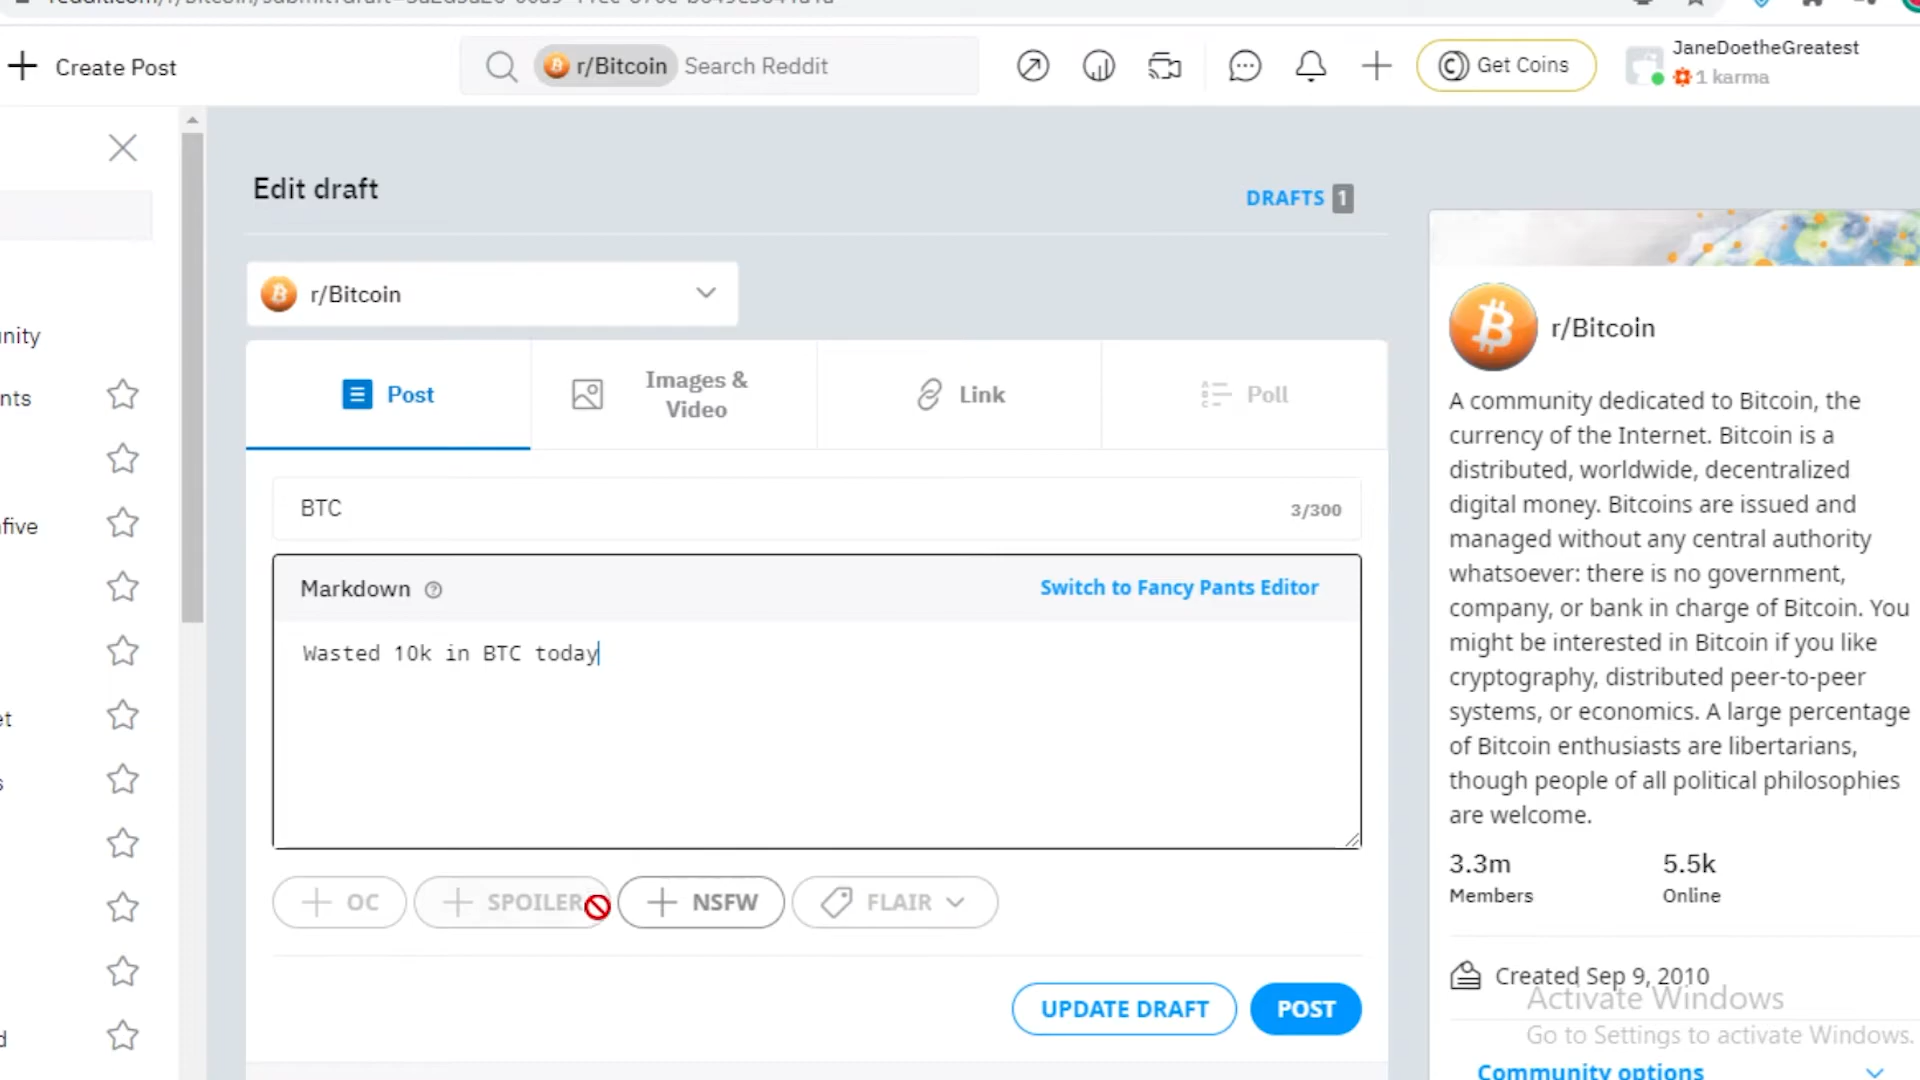 Create Post
r/Bitcoin Search Reddit
Get Coins
JaneDoetheGreatest
1 karma
Edit draft
DRAFTS 1
r/Bitcoin
Post
Images &
Video
Link
Poll
BTC
3/300
Markdown
Switch to Fancy Pants Editor
Wasted 10k in BTC today
OC
SPOILER
NSFW
FLAIR
UPDATE DRAFT
POST
r/Bitcoin
A community dedicated to Bitcoin, the
currency of the Internet. Bitcoin is a
distributed, worldwide, decentralized
digital money. Bitcoins are issued and
managed without any central authority
whatsoever: there is no government,
company, or bank in charge of Bitcoin. You
might be interested in Bitcoin if you like
cryptography, distributed peer-to-peer
systems, or economics. A large percentage
of Bitcoin enthusiasts are libertarians,
though people of all political philosophies
are welcome.
3.3m
Members
5.5k
Online
Created Sep 9, 2010
Activate Windows
Go to Settings to activate Windows.
Community options